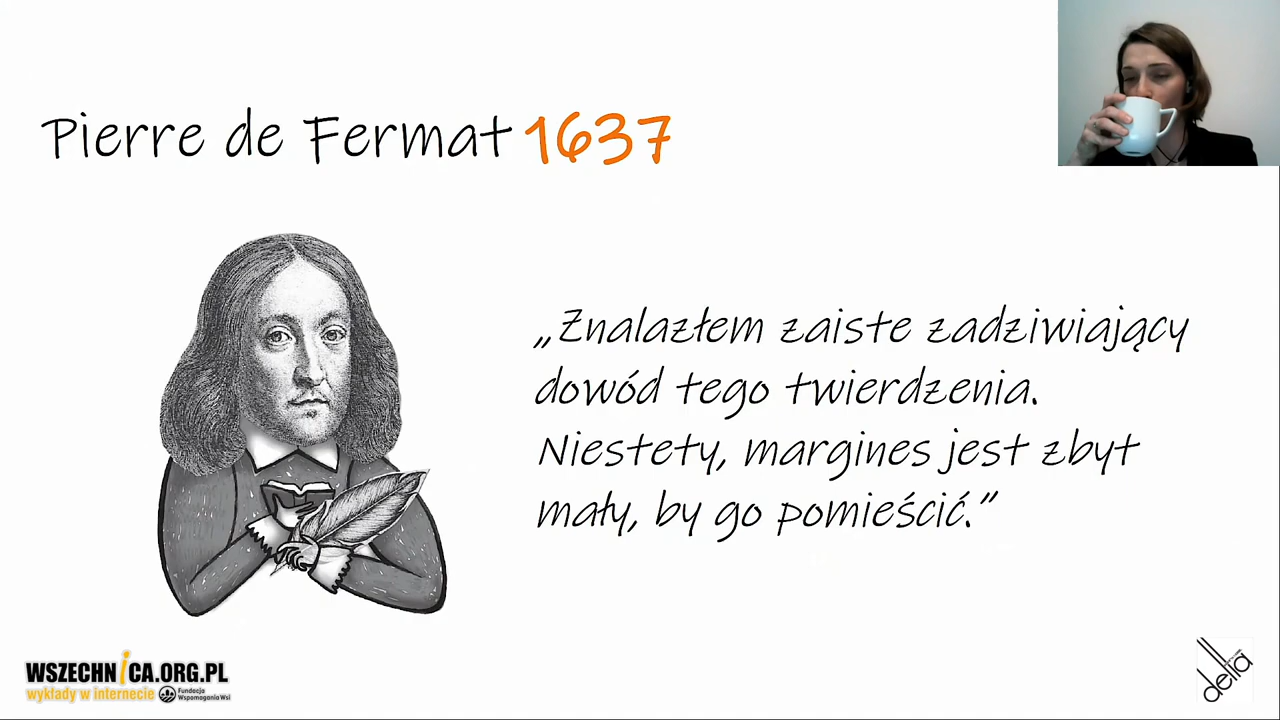 Pierre de Fermat 1637
„Znalazłem zaiste zadziwiający
dowód tego twierdzenia.
Niestety, margines jest zbyt
mały, by go pomieścić.”
WSZECHNICA.ORG.PL
wykłady w internecie
Fundacja
Wspomagania Wsi
delta